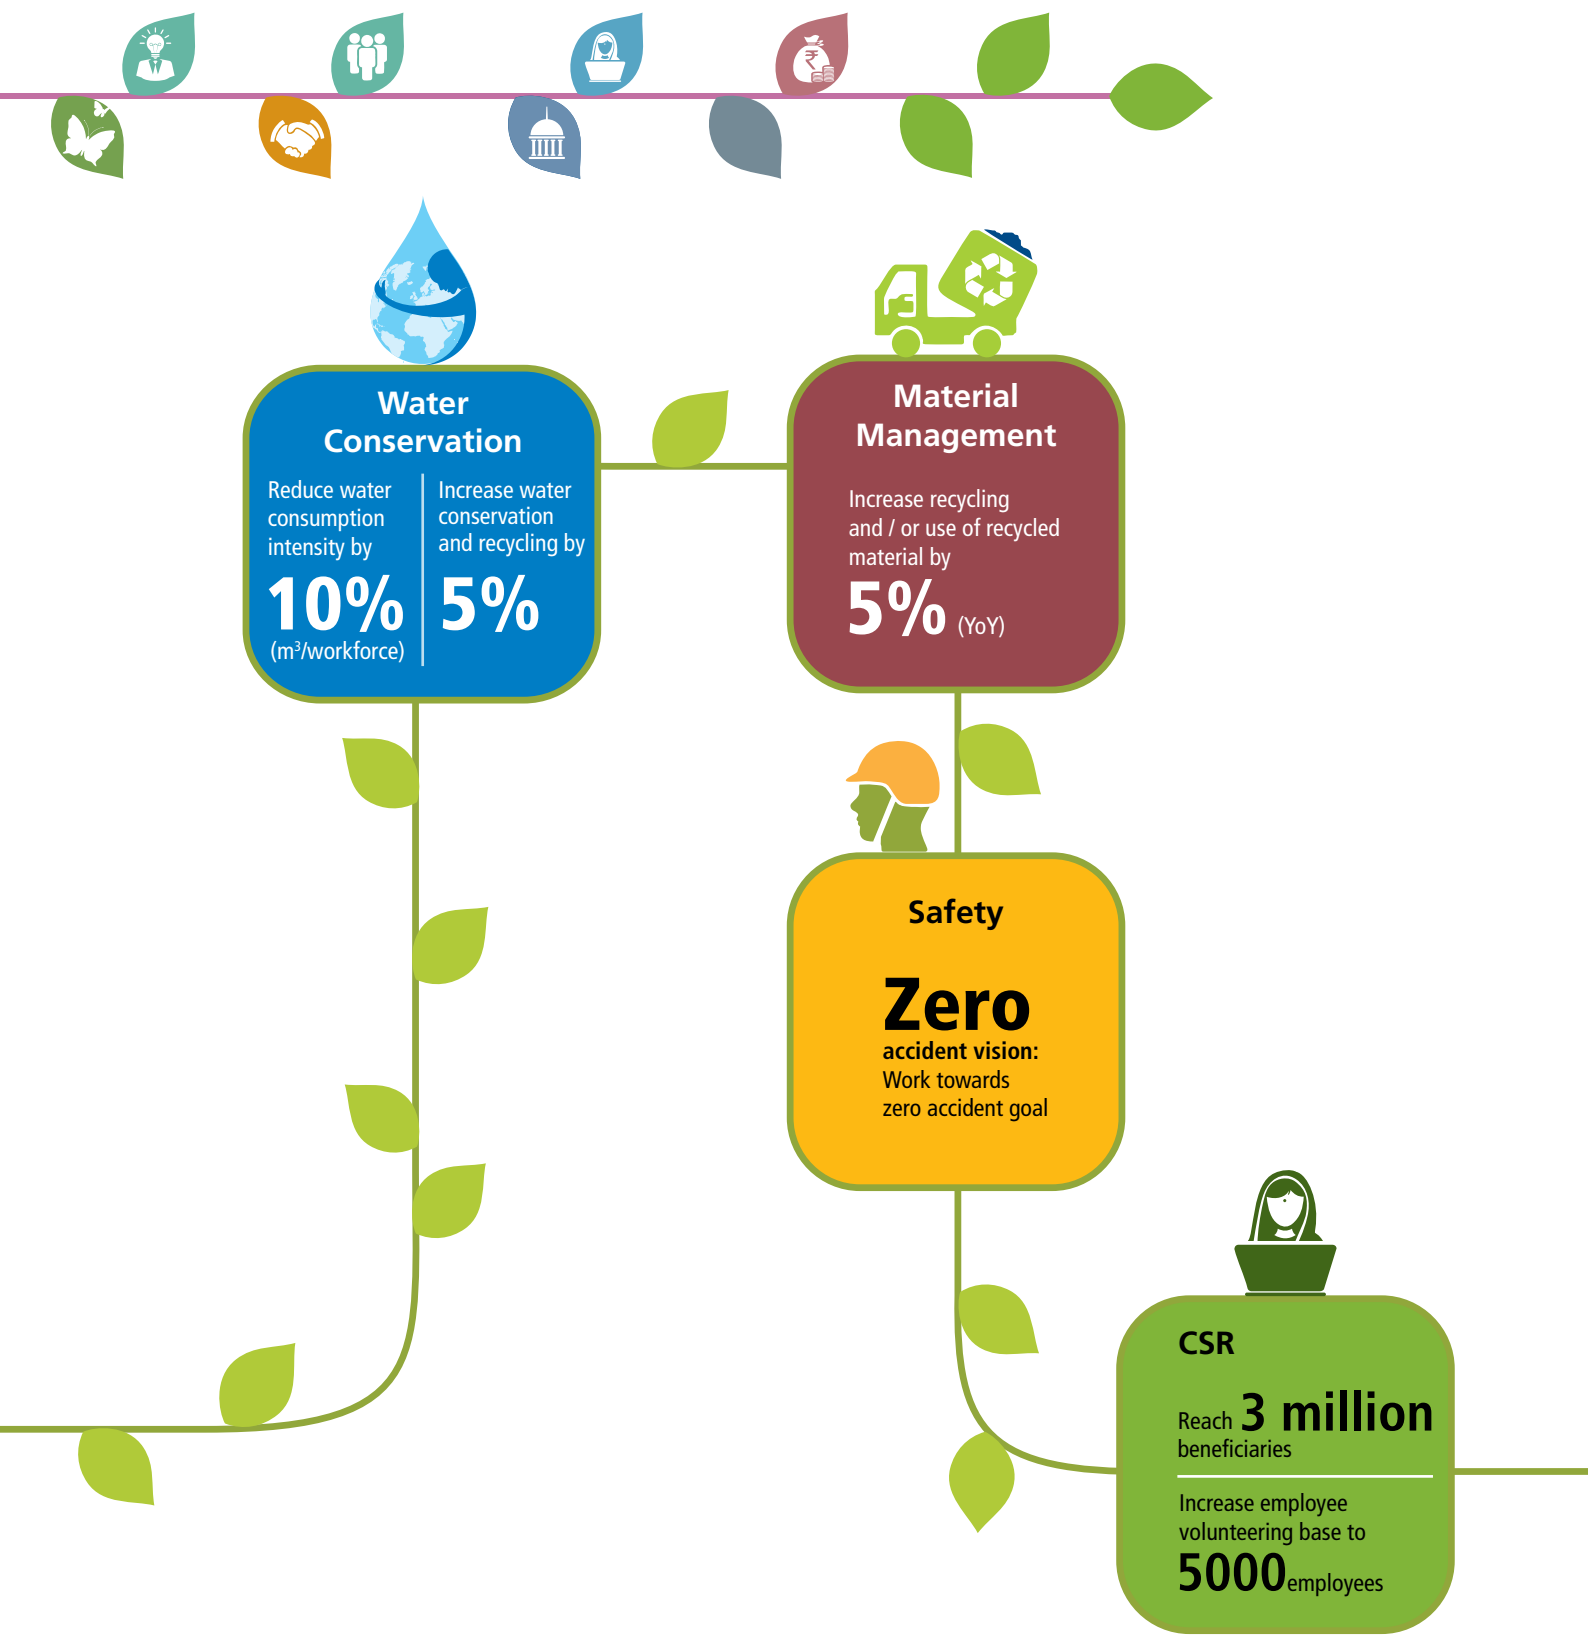 Water
Conservation
Reduce water
consumption
intensity by
10%
(m³/workforce)
Increase water
conservation
and recycling by
5%
Material
Management
Increase recycling
and / or use of recycled
material by
5% (YoY)
Safety
Zero
accident vision:
Work towards
zero accident goal
CSR
Reach 3 million
beneficiaries
Increase employee
volunteering base to
5000 employees